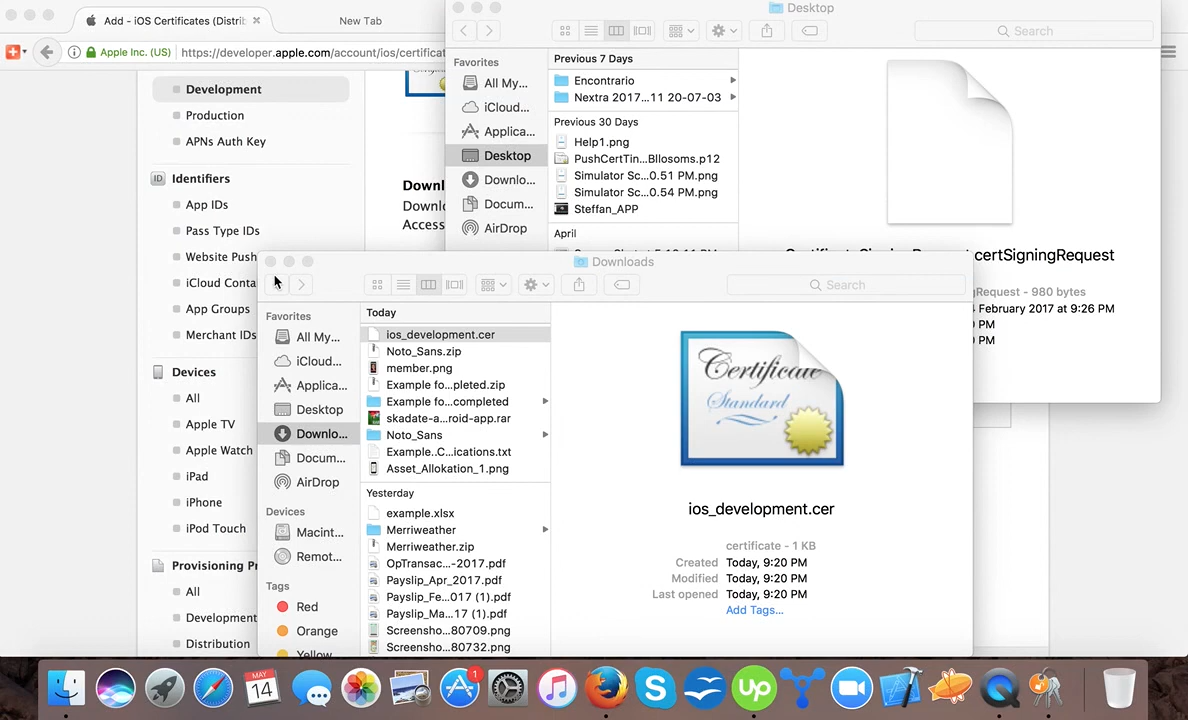 Add - iOS Certificates (Distrib
New Tab
Apple Inc. (US)
https://developer.apple.com/account/ios/certificat
Development
Production
APNs Auth Key
ID Identifiers
App IDs
Pass Type IDs
Website Push
iCloud Conta
App Groups
Merchant IDs
Devices
All
Apple TV
Apple Watch
iPad
iPhone
iPod Touch
Provisioning Pr
All
Developmen
Distribution
Downl
Downlo
Access
Desktop
Search
Favorites
All My...
iCloud...
Applica...
Desktop
Downlo...
Docum...
AirDrop
Previous 7 Days
Encontrario
Nextra 2017...11 20-07-03
Previous 30 Days
Help1.png
PushCertTin...Bllosoms.p12
Simulator Sc...0.51 PM.png
Simulator Sc...0.54 PM.png
Steffan_APP
April
certSigningRequest
gRequest - 980 bytes
February 2017 at 9:26 PM
PM
PM
Downloads
Search
Favorites
All My...
iCloud...
Applica...
Desktop
Downlo...
Docum...
AirDrop
Devices
Macint...
Remot...
Tags
Red
Orange
Yellow
Today
ios_development.cer
Noto_Sans.zip
member.png
Example fo...pleted.zip
Example fo...completed
skadate-a...roid-app.rar
Noto_Sans
Example..C...ications.txt
Asset_Allokation_1.png
Yesterday
example.xlsx
Merriweather
Merriweather.zip
OpTransac...-2017.pdf
Payslip_Apr_2017.pdf
Payslip_Fe...017 (1).pdf
Payslip_Ma...17 (1).pdf
Screensho...80709.png
Screensho...80732.png
Certificate
Standard
ios_development.cer
certificate - 1 KB
Created Today, 9:20 PM
Modified Today, 9:20 PM
Last opened Today, 9:20 PM
Add Tags...
MAY
14
1
S
up